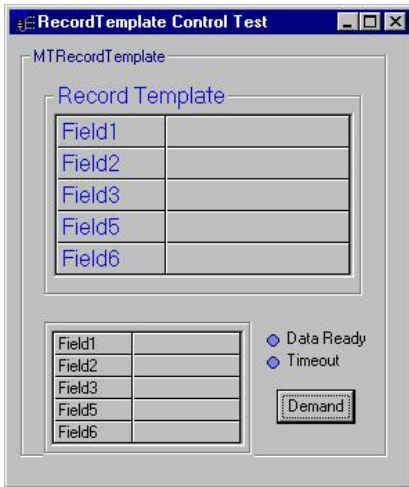 RecordTemplate Control Test
MTRecordTemplate
Record Template
Field1
Field2
Field3
Field5
Field6
Field1
Field2
Field3
Field5
Field6
Data Ready
Timeout
Demand